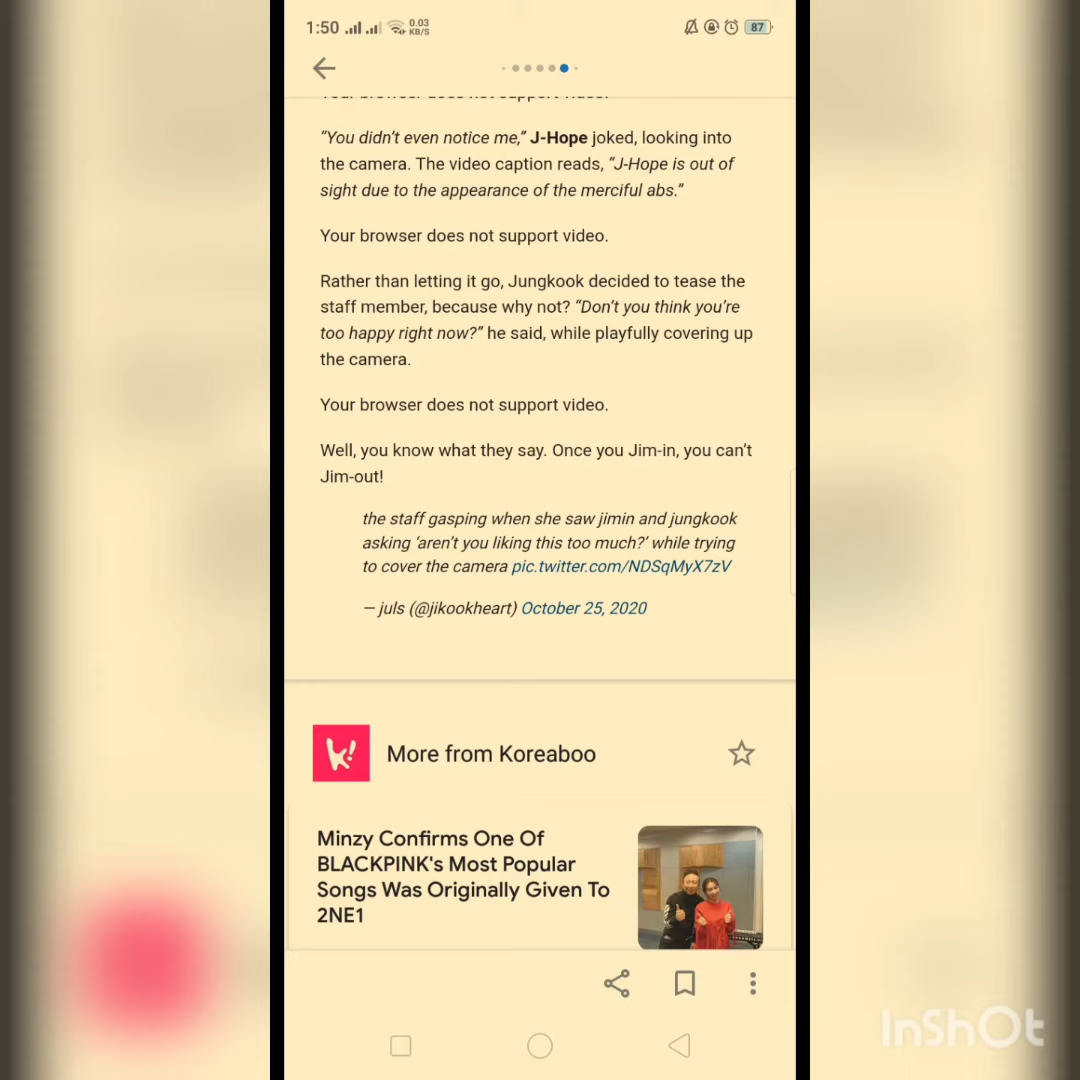 1:50 0.03 KB/S 87
“You didn’t even notice me,” J-Hope joked, looking into
the camera. The video caption reads, “J-Hope is out of
sight due to the appearance of the merciful abs.”
Your browser does not support video.
Rather than letting it go, Jungkook decided to tease the
staff member, because why not? “Don’t you think you’re
too happy right now?” he said, while playfully covering up
the camera.
Your browser does not support video.
Well, you know what they say. Once you Jim-in, you can’t
Jim-out!
the staff gasping when she saw jimin and jungkook
asking ‘aren’t you liking this too much?’ while trying
to cover the camera pic.twitter.com/NDSqMyX7zV
— juls (@jikookheart) October 25, 2020
k! More from Koreaboo
Minzy Confirms One Of
BLACKPINK's Most Popular
Songs Was Originally Given To
2NE1
InShOt